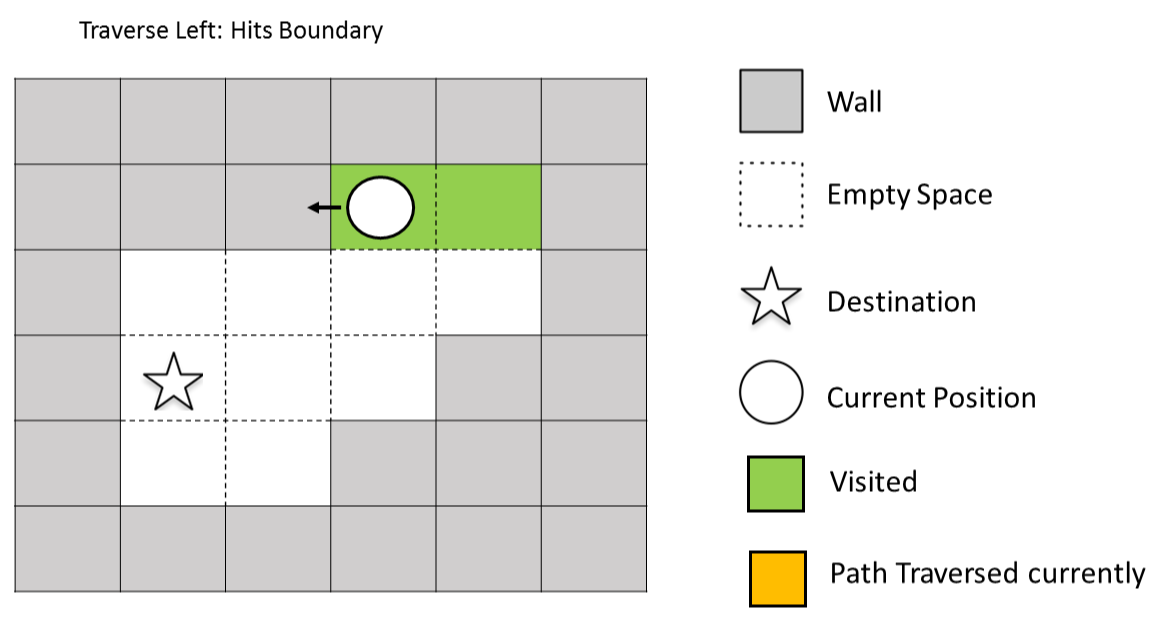 Traverse Left: Hits Boundary
Wall
Empty Space
Destination
Current Position
Visited
Path Traversed currently